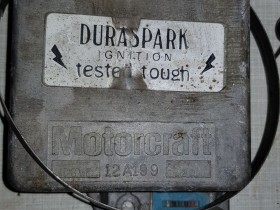 DURASPARK
IGNITION
tested tough
Motorcraft
12A199